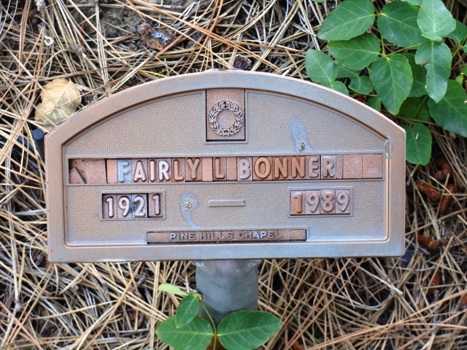 FAIRLY L BONNER
1921 1989
PINE HILLS CHAPEL